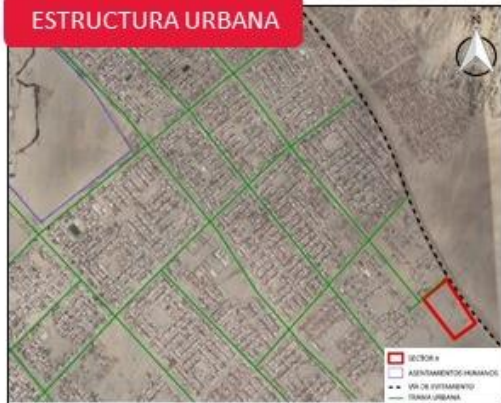 ESTRUCTURA URBANA
N
SECTOR 6
ASENTAMIENTOS HUMANOS
VÍA DE EVITAMIENTO
TRAMA URBANA